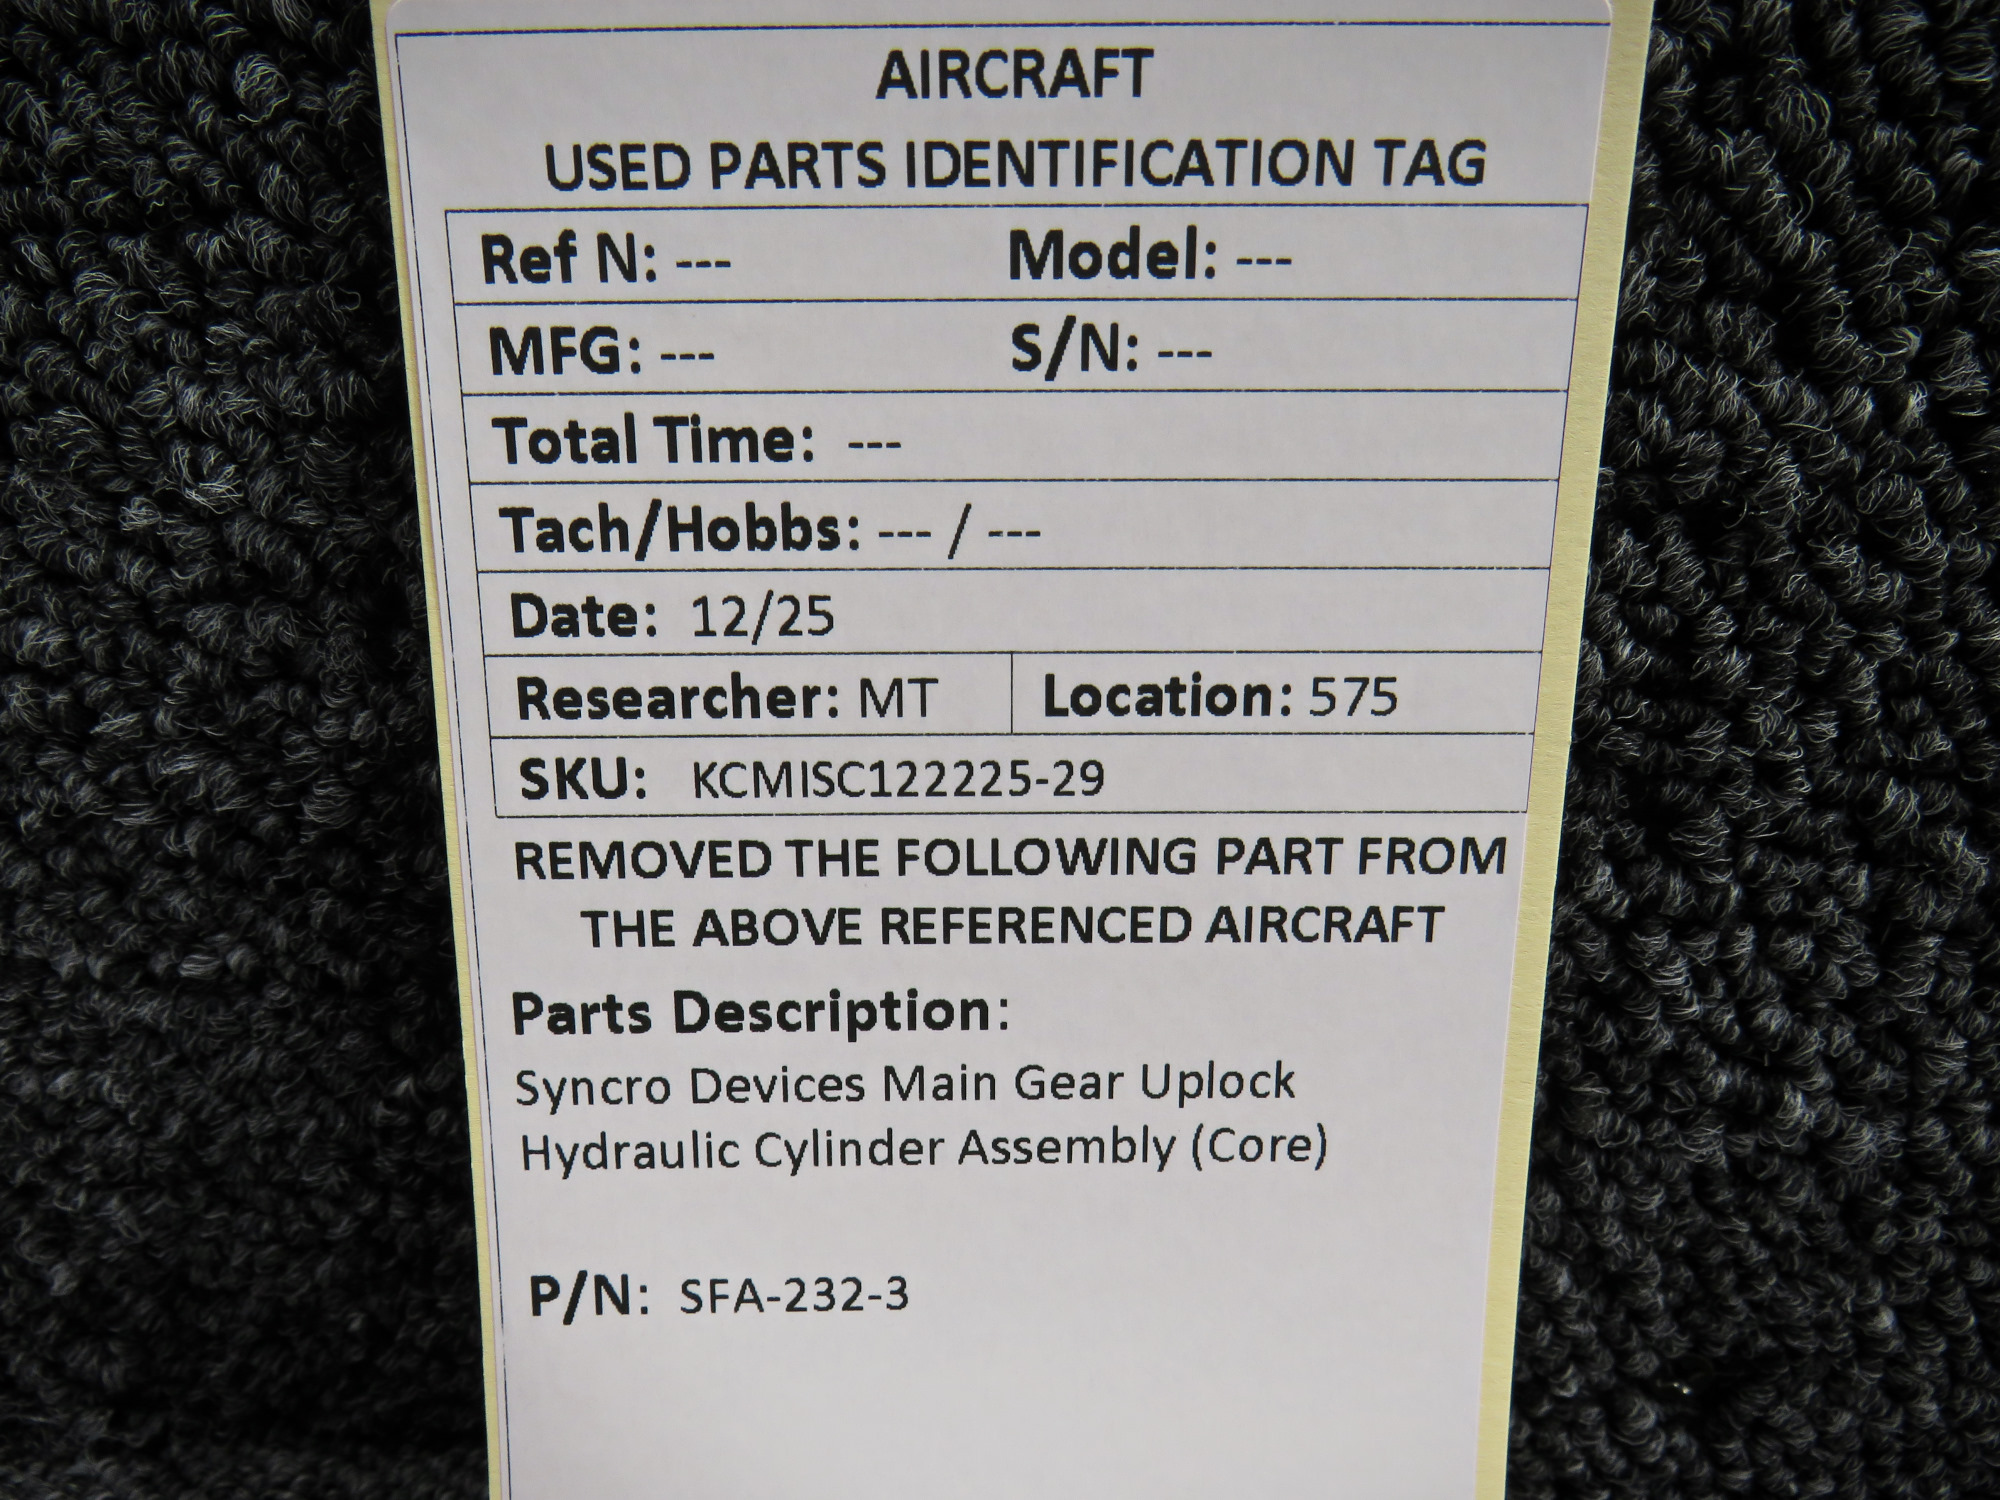 AIRCRAFT
USED PARTS IDENTIFICATION TAG
Ref N: --- Model: ---
MFG: --- S/N: ---
Total Time: ---
Tach/Hobbs: --- / ---
Date: 12/25
Researcher: MT Location: 575
SKU: KCMISC122225-29
REMOVED THE FOLLOWING PART FROM
THE ABOVE REFERENCED AIRCRAFT
Parts Description:
Syncro Devices Main Gear Uplock
Hydraulic Cylinder Assembly (Core)
P/N: SFA-232-3